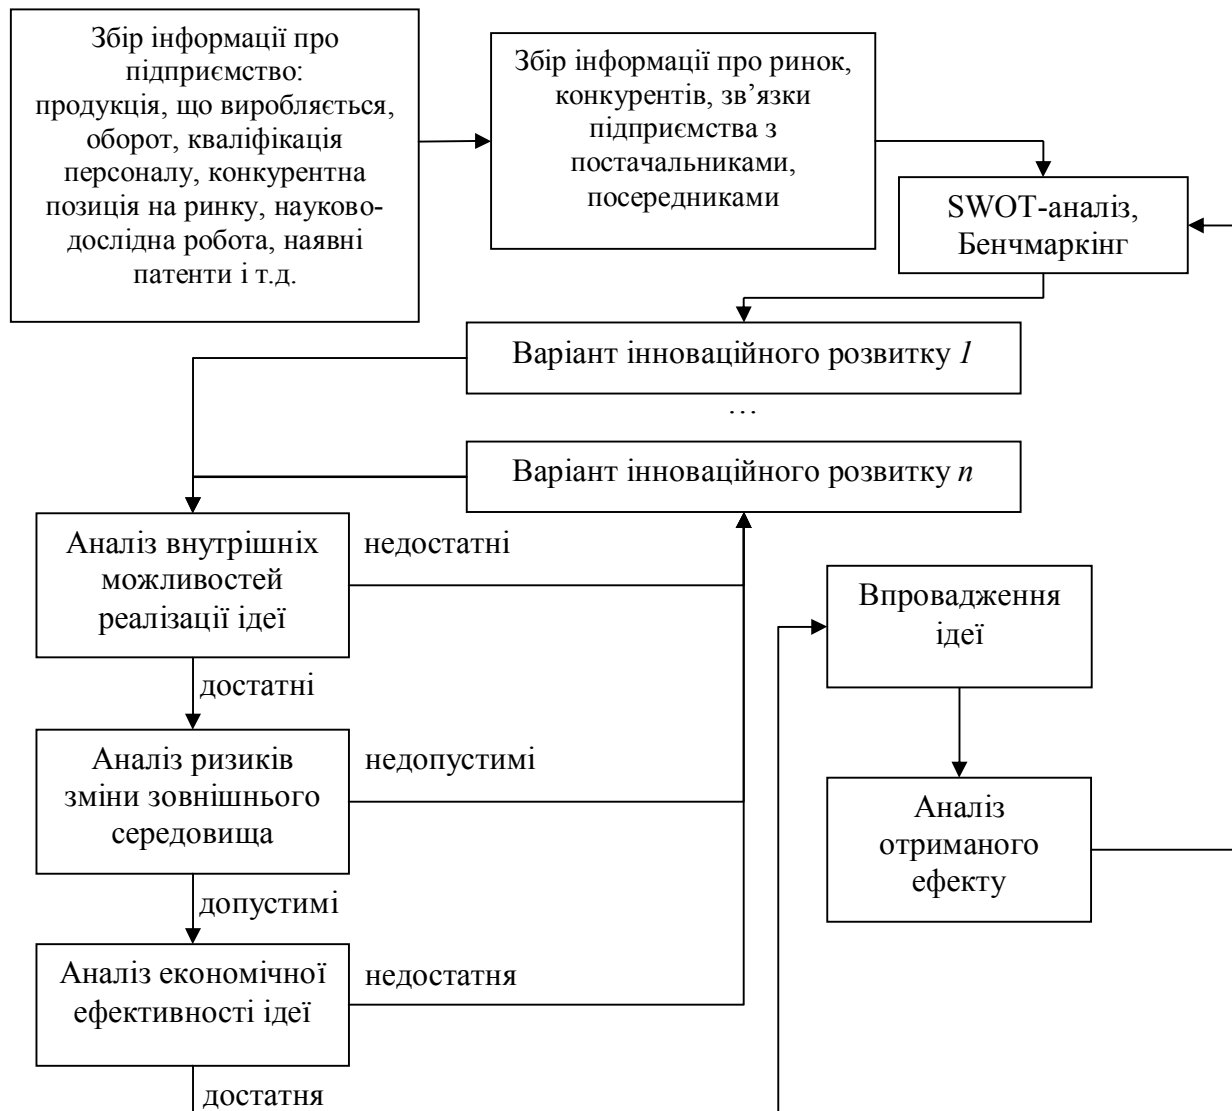 Збір інформації про
підприємство:
продукція, що виробляється,
оборот, кваліфікація
персоналу, конкурентна
позиція на ринку, науково-
дослідна робота, наявні
патенти і т.д.
Збір інформації про ринок,
конкурентів, зв’язки
підприємства з
постачальниками,
посередниками
SWOT-аналіз,
Бенчмаркінг
Варіант інноваційного розвитку 1
…
Варіант інноваційного розвитку n
Аналіз внутрішніх
можливостей
реалізації ідеї
недостатні
достатні
Аналіз ризиків
зміни зовнішнього
середовища
недопустимі
допустимі
Аналіз економічної
ефективності ідеї
недостатня
достатня
Впровадження
ідеї
Аналіз
отриманого
ефекту